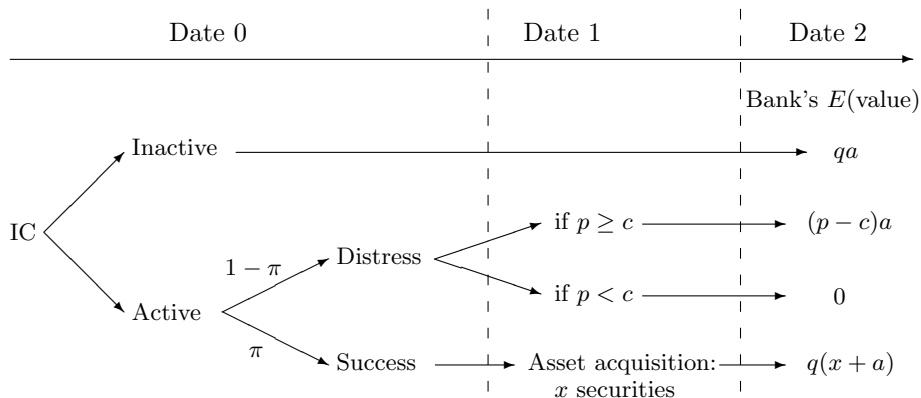 Date 0 Date 1 Date 2
Bank's E(value)
Inactive qa
IC
if p ≥ c (p − c)a
1 − π Distress
Active if p < c 0
π Success Asset acquisition: q(x + a)
x securities